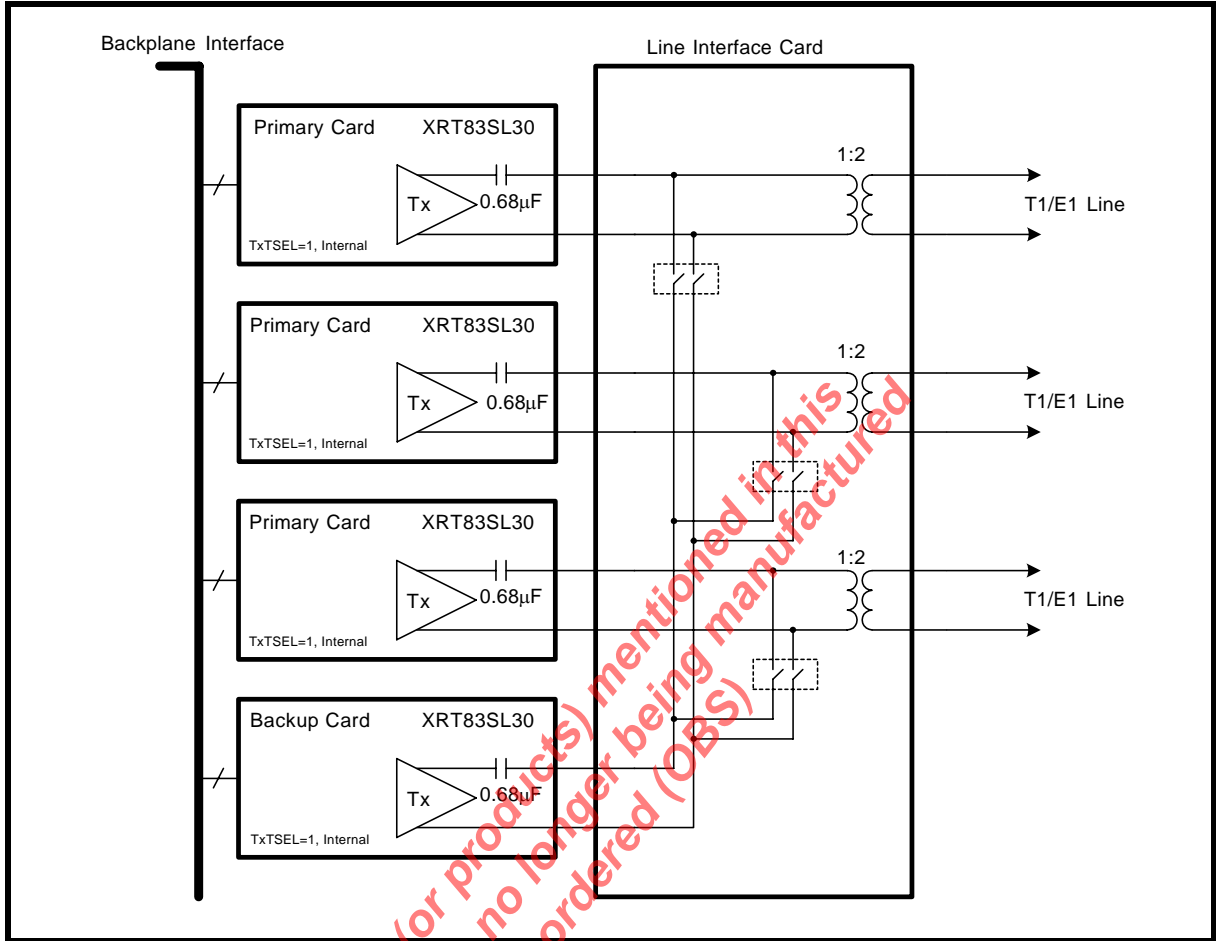 Backplane Interface
Line Interface Card
Primary Card XRT83SL30
Tx
0.68μF
TxTSEL=1, Internal
1:2
T1/E1 Line
Primary Card XRT83SL30
Tx
0.68μF
TxTSEL=1, Internal
1:2
T1/E1 Line
Primary Card XRT83SL30
Tx
0.68μF
TxTSEL=1, Internal
1:2
T1/E1 Line
Backup Card XRT83SL30
Tx
0.68μF
TxTSEL=1, Internal
(or products) mentioned in this
no longer being manufactured
ordered (OBS)